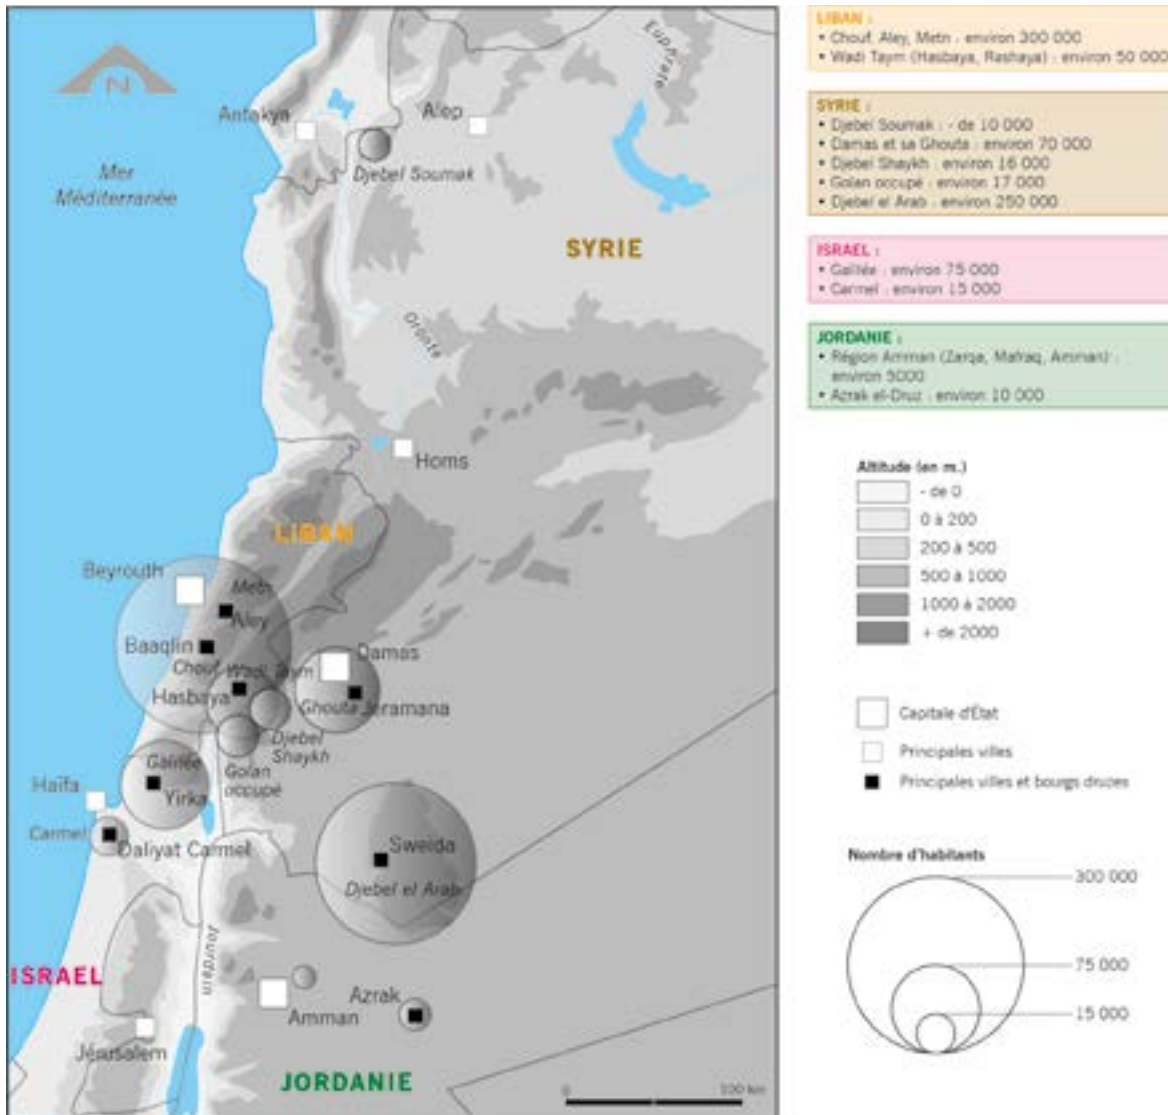 N
Mer
Méditerranée
Antakya
Alep
Euphrate
Djebel Soumak
SYRIE
Oronte
Homs
LIBAN
Beyrouth
Metn
Aley
Baaqlin
Chouf
Wadi Taym
Damas
Hasbaya
Ghouta
Jeramana
Djebel
Shaykh
Golan
occupé
Galilée
Haïfa
Yirka
Carmel
Daliyat Carmel
Sweida
Djebel el Arab
Jourdain
ISRAEL
Amman
Azrak
Jérusalem
JORDANIE
0
100 km
LIBAN :
• Chouf, Aley, Metn : environ 300 000
• Wadi Taym (Hasbaya, Rashaya) : environ 50 000
SYRIE :
• Djebel Soumak : - de 10 000
• Damas et sa Ghouta : environ 70 000
• Djebel Shaykh : environ 16 000
• Golan occupé : environ 17 000
• Djebel el Arab : environ 250 000
ISRAEL :
• Galilée : environ 75 000
• Carmel : environ 15 000
JORDANIE :
• Région Amman (Zarqa, Mafraq, Amman) :
environ 5000
• Azrak el-Druz : environ 10 000
Altitude (en m.)
- de 0
0 à 200
200 à 500
500 à 1000
1000 à 2000
+ de 2000
Capitale d'État
Principales villes
Principales villes et bourgs druzes
Nombre d'habitants
300 000
75 000
15 000